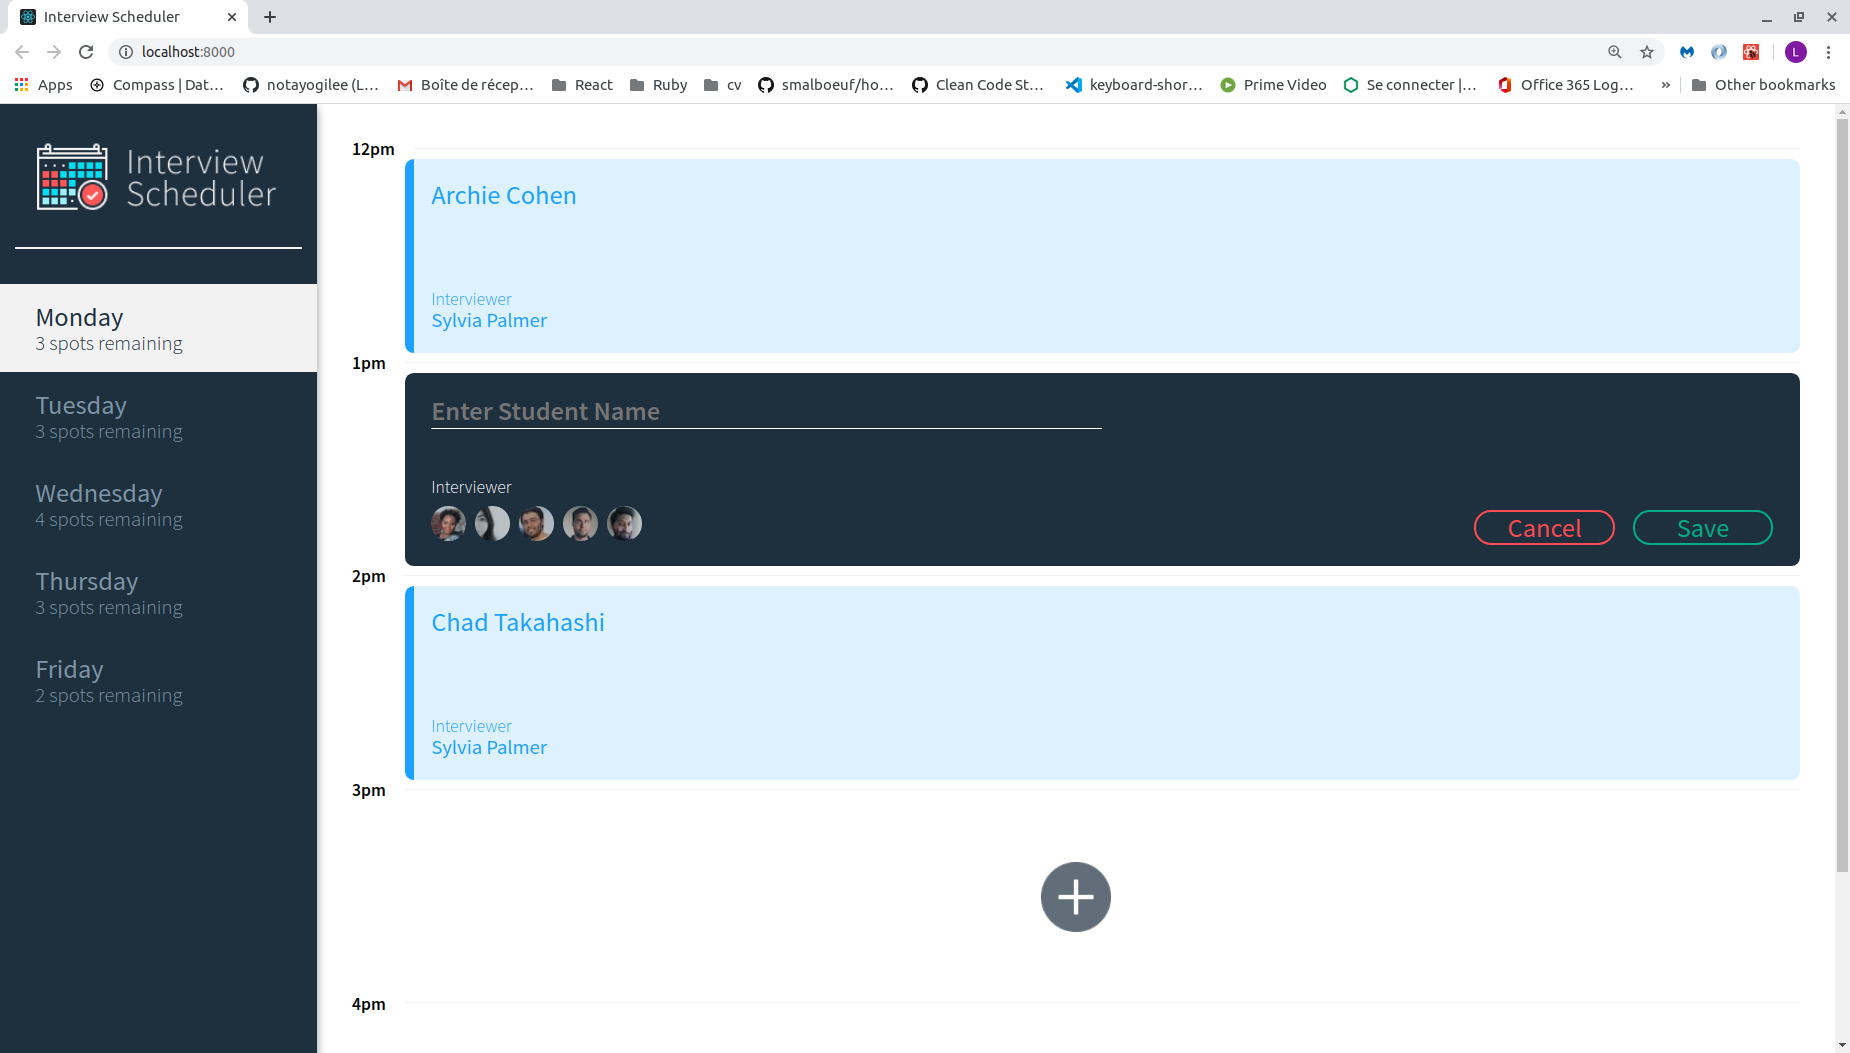 Interview Scheduler
localhost:8000
L
Apps
Compass | Dat...
notayogilee (L...
Boîte de récep...
React
Ruby
cv
smalboeuf/ho...
Clean Code St...
keyboard-shor...
Prime Video
Se connecter |...
Office 365 Log...
»
Other bookmarks
Interview
Scheduler
Monday
3 spots remaining
Tuesday
3 spots remaining
Wednesday
4 spots remaining
Thursday
3 spots remaining
Friday
2 spots remaining
12pm
Archie Cohen
Interviewer
Sylvia Palmer
1pm
Enter Student Name
Interviewer
Cancel
Save
2pm
Chad Takahashi
Interviewer
Sylvia Palmer
3pm
4pm